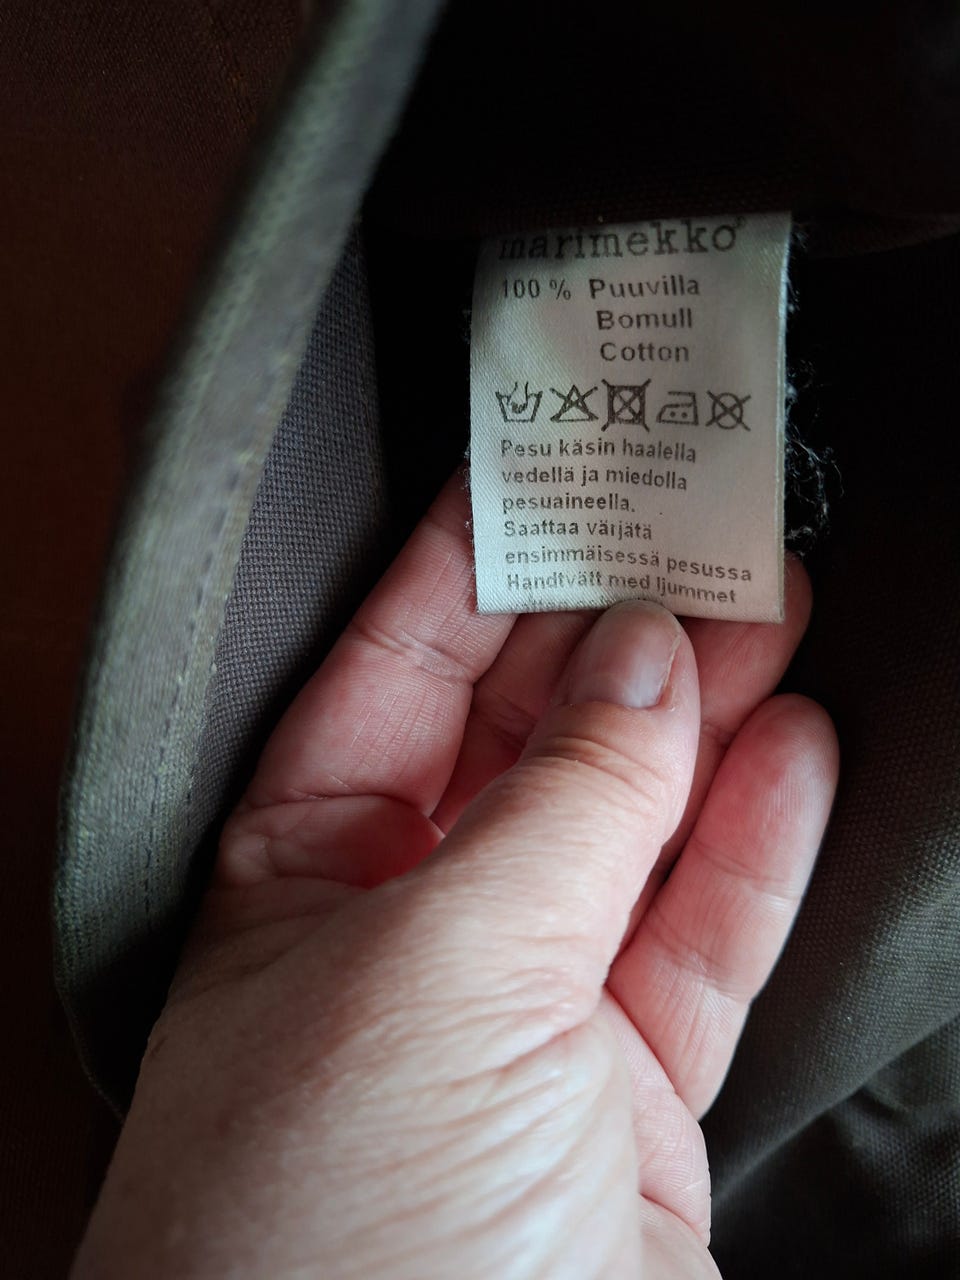 marimekko®
100 % Puuvilla
Bomull
Cotton
Pesu käsin haalella
vedellä ja miedolla
pesuaineella.
Saattaa värjätä
ensimmäisessä pesussa
Handtvätt med ljummet